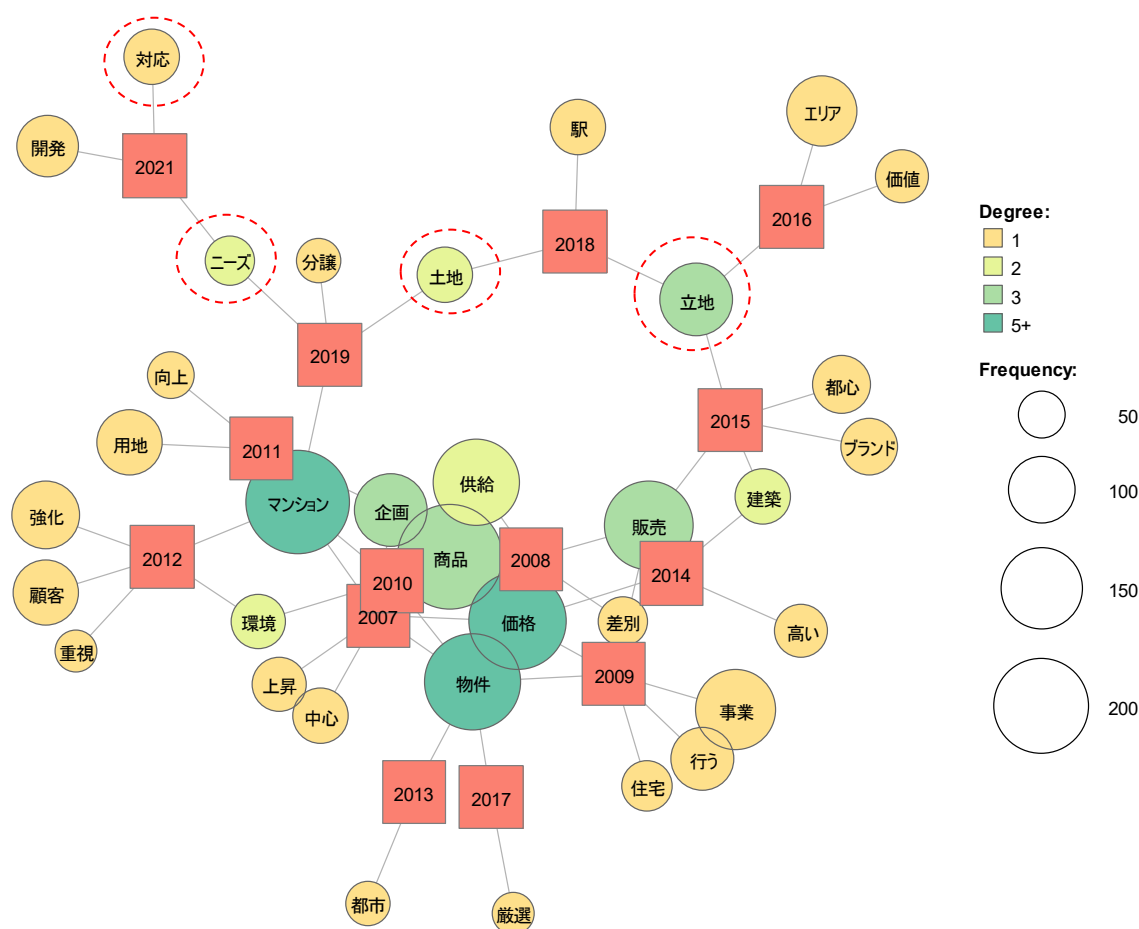 対応
開発
2021
駅
エリア
価値
2016
2018
ニーズ
分譲
土地
立地
2019
向上
用地
2011
都心
2015
ブランド
マンション
企画
供給
建築
強化
販売
2012
商品
2008
2014
顧客
2010
重視
環境
2007
価格
差別
高い
上昇
中心
物件
2009
事業
行う
住宅
2013
2017
都市
厳選
Degree:
1
2
3
5+
Frequency:
50
100
150
200